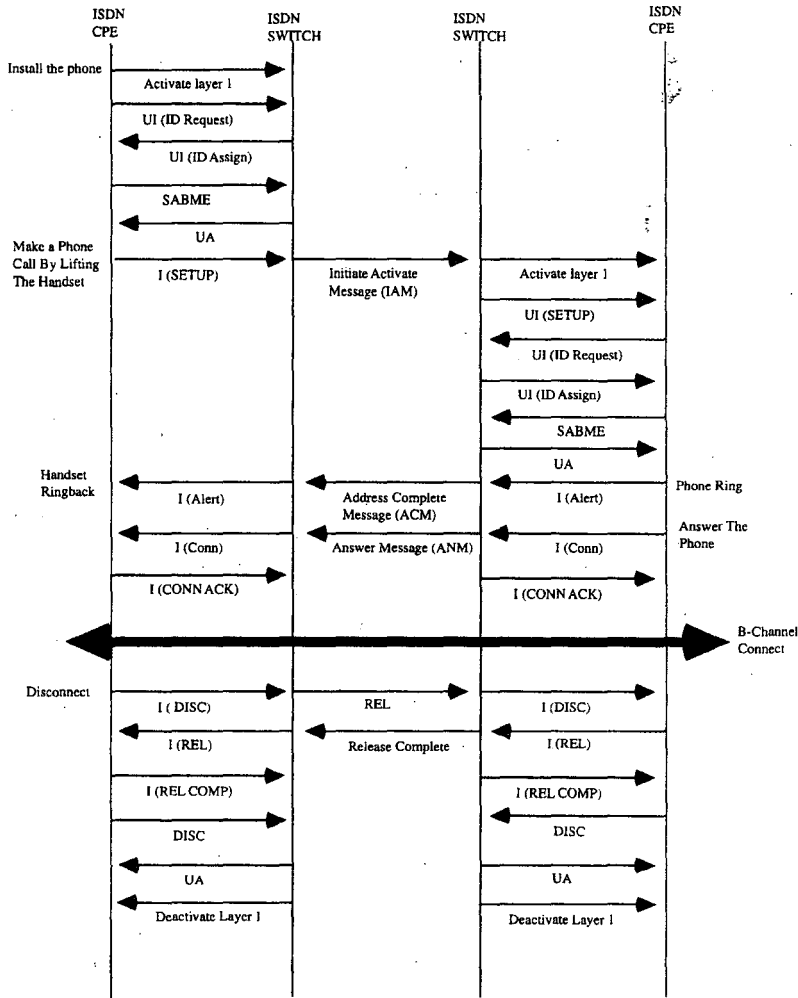 ISDN
CPE
ISDN
SWITCH
ISDN
SWITCH
ISDN
CPE
Install the phone
Activate layer 1
UI (ID Request)
UI (ID Assign)
SABME
UA
Make a Phone
Call By Lifting
The Handset
I (SETUP)
Initiate Activate
Message (IAM)
Activate layer 1
UI (SETUP)
UI (ID Request)
UI (ID Assign)
SABME
UA
Handset
Ringback
I (Alert)
Address Complete
Message (ACM)
I (Alert)
Phone Ring
I (Conn)
Answer Message (ANM)
I (Conn)
Answer The
Phone
I (CONN ACK)
I (CONN ACK)
B-Channel
Connect
Disconnect
I ( DISC)
REL
I (DISC)
I (REL)
Release Complete
I (REL)
I (REL COMP)
I (REL COMP)
DISC
DISC
UA
UA
Deactivate Layer 1
Deactivate Layer 1